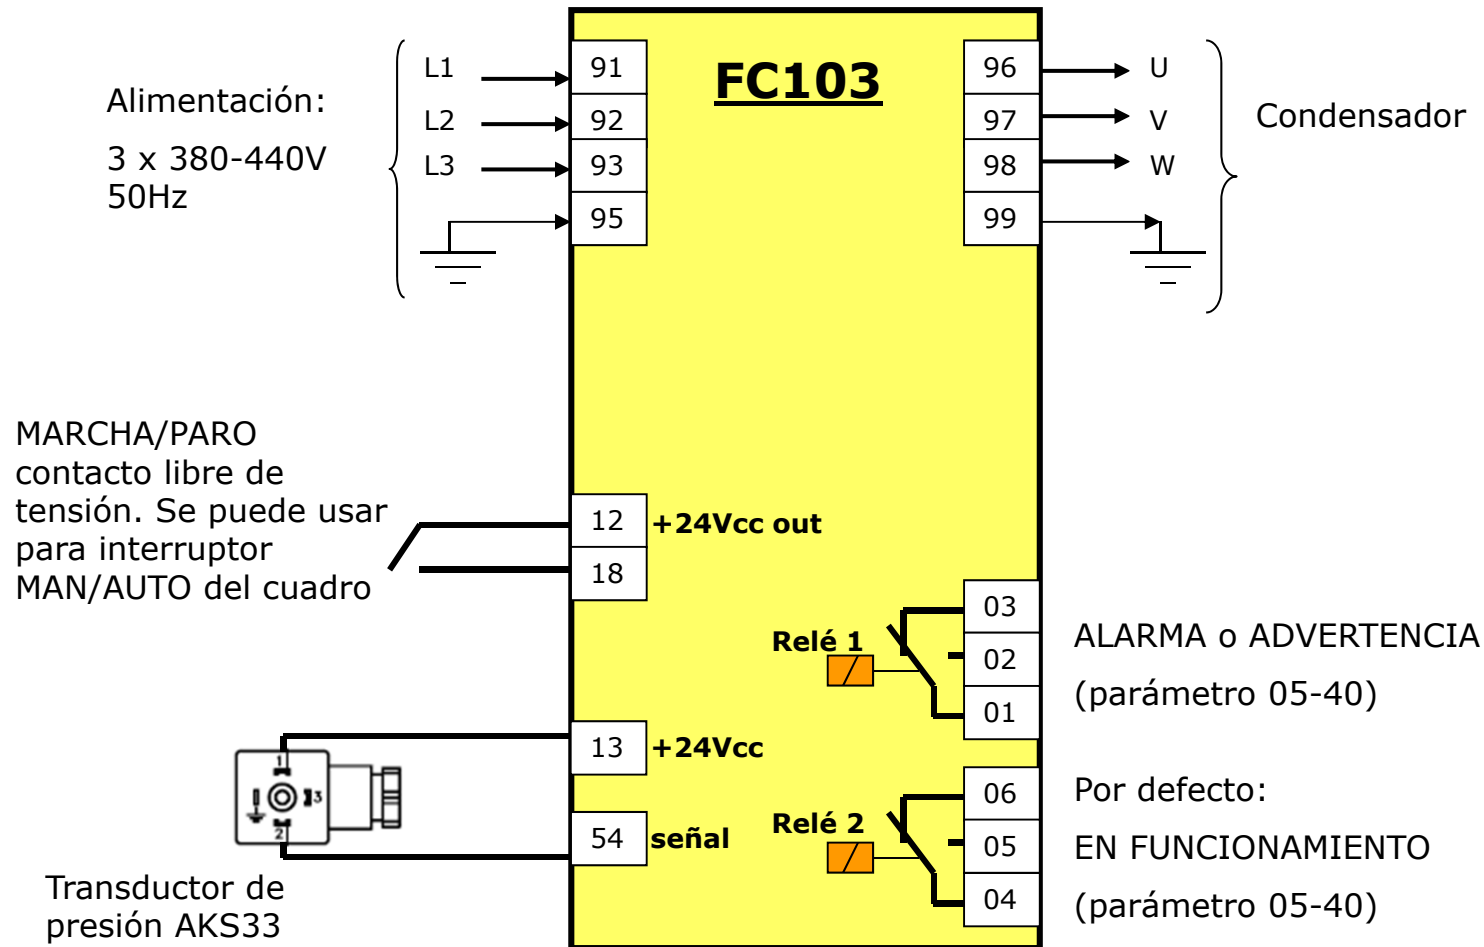 FC103
Alimentación:
3 x 380-440V
50Hz
L1
L2
L3
91
92
93
95
96
97
98
99
U
V
W
Condensador
MARCHA/PARO
contacto libre de
tensión. Se puede usar
para interruptor
MAN/AUTO del cuadro
12
+24Vcc out
18
03
02
01
Relé 1
ALARMA o ADVERTENCIA
(parámetro 05-40)
13
+24Vcc
54
señal
1
3
2
Transductor de
presión AKS33
Relé 2
06
05
04
Por defecto:
EN FUNCIONAMIENTO
(parámetro 05-40)